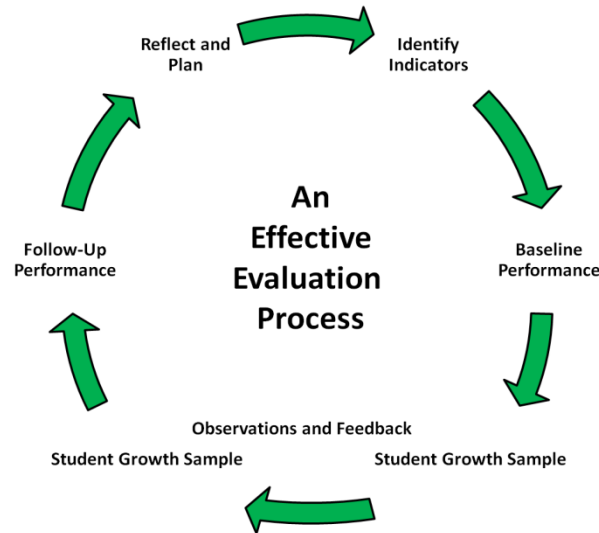 Reflect and
Plan
Identify
Indicators
An
Effective
Evaluation
Process
Follow-Up
Performance
Baseline
Performance
Observations and Feedback
Student Growth Sample
Student Growth Sample